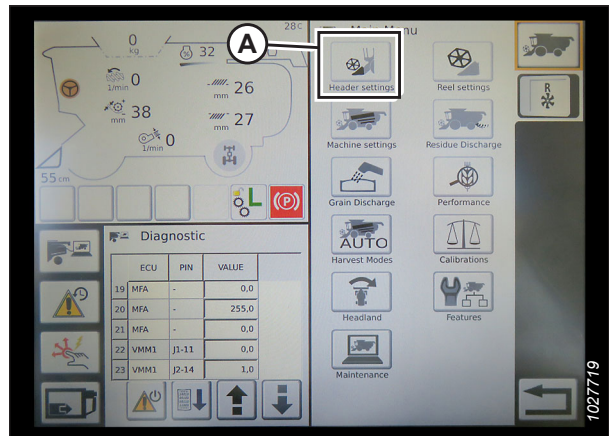 28c
A
0
kg
32
0
1/min
26
mm
38
mm
27
mm
0
1/min
55 cm
L
(P)
Diagnostic
ECU PIN VALUE
19 MFA - 0,0
20 MFA - 255,0
21 MFA - 0,0
22 VMM1 J1-11 0,0
23 VMM1 J2-14 1,0
Main Menu
Header settings
Reel settings
Machine settings
Residue Discharge
Grain Discharge
Performance
AUTO
Harvest Modes
Calibrations
Headland
Features
Maintenance
R
1027719